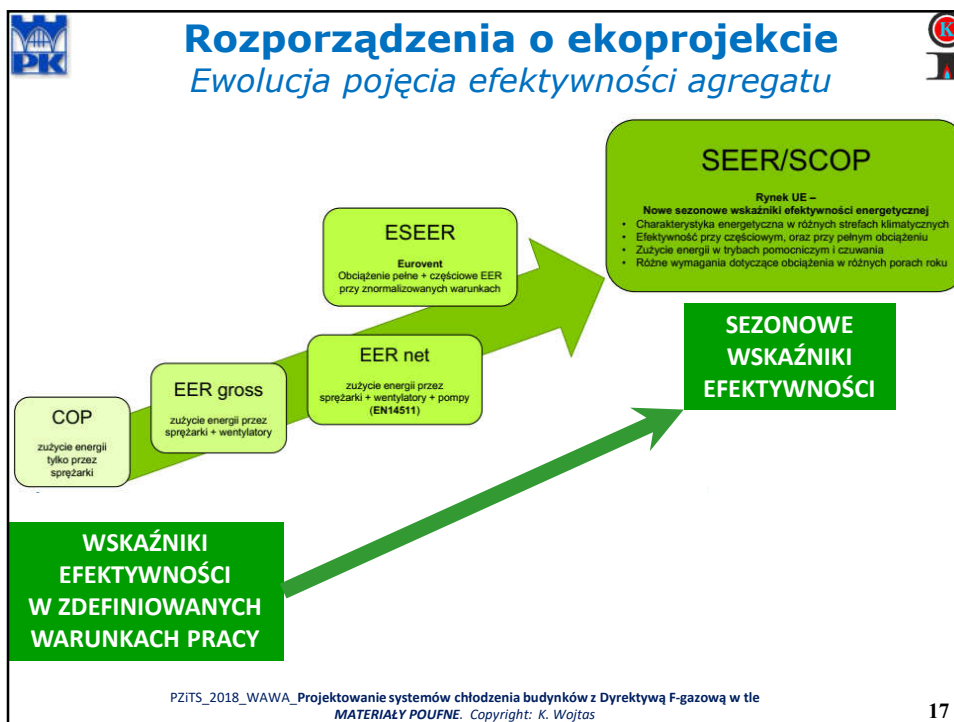 PK
Rozporządzenia o ekoprojekcie
Ewolucja pojęcia efektywności agregatu
K
SEER/SCOP
Rynek UE –
Nowe sezonowe wskaźniki efektywności energetycznej
• Charakterystyka energetyczna w różnych strefach klimatycznych
• Efektywność przy częściowym, oraz przy pełnym obciążeniu
• Zużycie energii w trybach pomocniczym i czuwania
• Różne wymagania dotyczące obciążenia w różnych porach roku
ESEER
Eurovent
Obciążenie pełne + częściowe EER
przy znormalizowanych warunkach
EER net
zużycie energii przez
sprężarki + wentylatory + pompy
(EN14511)
EER gross
zużycie energii przez
sprężarki + wentylatory
COP
zużycie energii
tylko przez
sprężarki
SEZONOWE
WSKAŹNIKI
EFEKTYWNOŚCI
WSKAŹNIKI
EFEKTYWNOŚCI
W ZDEFINIOWANYCH
WARUNKACH PRACY
PZiTS_2018_WAWA_Projektowanie systemów chłodzenia budynków z Dyrektywą F-gazową w tle
MATERIAŁY POUFNE. Copyright: K. Wojtas
17